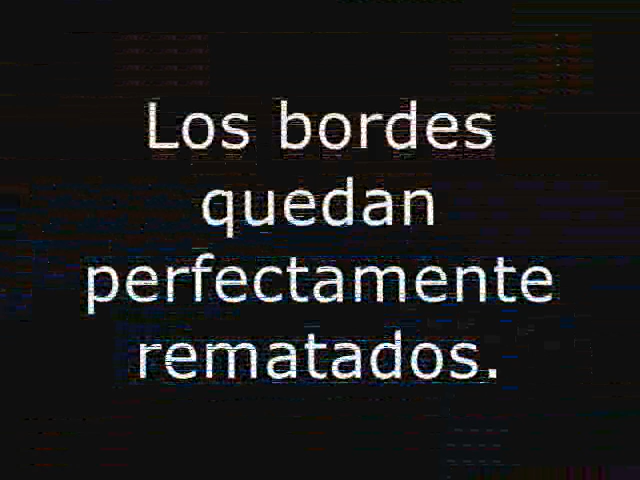 Los bordes
quedan
perfectamente
rematados.